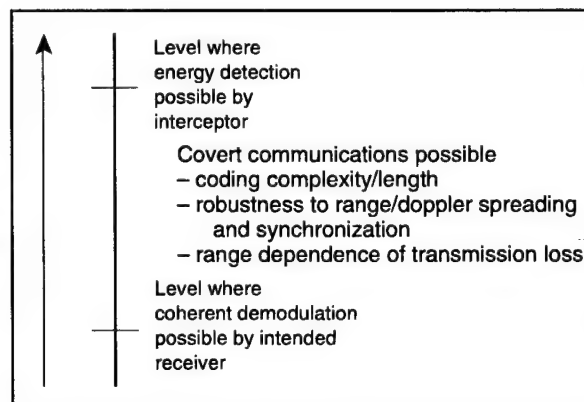 Level where
energy detection
possible by
interceptor
Covert communications possible
– coding complexity/length
– robustness to range/doppler spreading
and synchronization
– range dependence of transmission loss
Level where
coherent demodulation
possible by intended
receiver